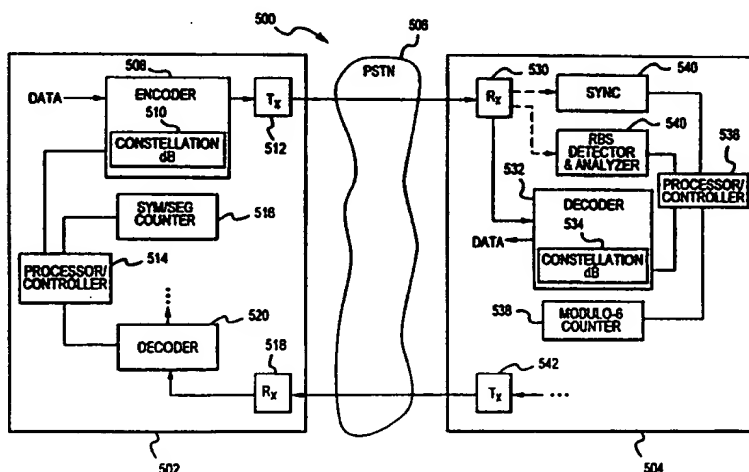 500
506
PSTN
508
ENCODER
DATA
510
CONSTELLATION
dB
TX
512
SYM/SEG
COUNTER
516
PROCESSOR/
CONTROLLER
514
520
DECODER
518
RX
502
530
RX
540
SYNC
540
RBS
DETECTOR
& ANALYZER
536
PROCESSOR/
CONTROLLER
532
DECODER
DATA
534
CONSTELLATION
dB
538
MODULO-6
COUNTER
542
TX
504